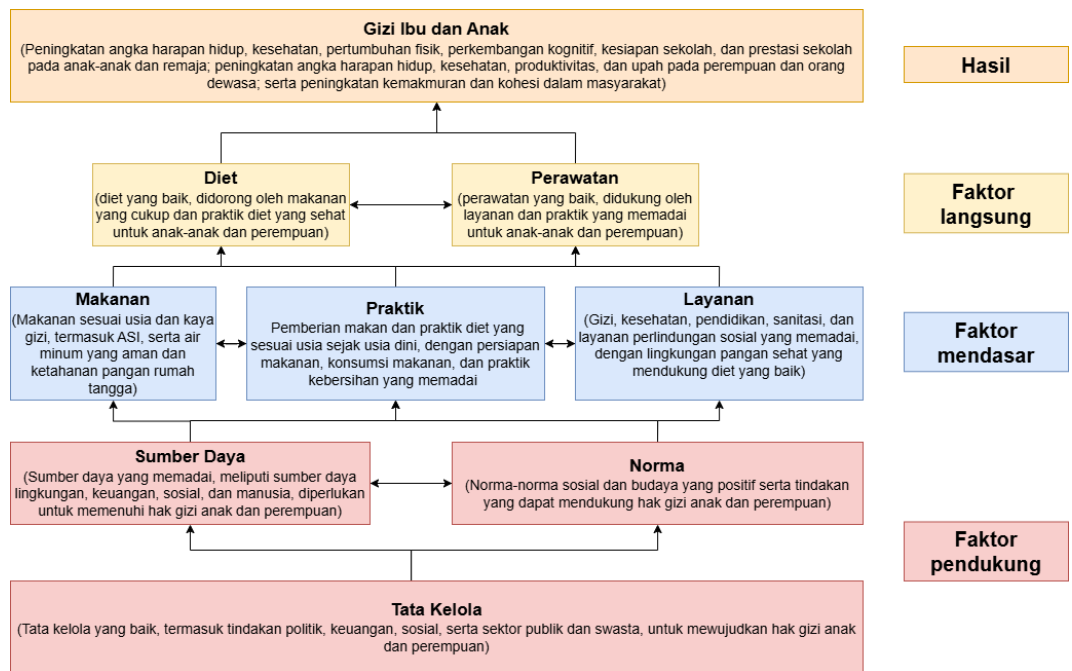 Gizi Ibu dan Anak
(Peningkatan angka harapan hidup, kesehatan, pertumbuhan fisik, perkembangan kognitif, kesiapan sekolah, dan prestasi sekolah
pada anak-anak dan remaja; peningkatan angka harapan hidup, kesehatan, produktivitas, dan upah pada perempuan dan orang
dewasa; serta peningkatan kemakmuran dan kohesi dalam masyarakat)
Hasil
Diet
(diet yang baik, didorong oleh makanan
yang cukup dan praktik diet yang sehat
untuk anak-anak dan perempuan)
Perawatan
(perawatan yang baik, didukung oleh
layanan dan praktik yang memadai
untuk anak-anak dan perempuan)
Faktor
langsung
Makanan
(Makanan sesuai usia dan kaya
gizi, termasuk ASI, serta air
minum yang aman dan
ketahanan pangan rumah
tangga)
Praktik
Pemberian makan dan praktik diet yang
sesuai usia sejak usia dini, dengan persiapan
makanan, konsumsi makanan, dan praktik
kebersihan yang memadai
Layanan
(Gizi, kesehatan, pendidikan, sanitasi, dan
layanan perlindungan sosial yang memadai,
dengan lingkungan pangan sehat yang
mendukung diet yang baik)
Faktor
mendasar
Sumber Daya
(Sumber daya yang memadai, meliputi sumber daya
lingkungan, keuangan, sosial, dan manusia, diperlukan
untuk memenuhi hak gizi anak dan perempuan)
Norma
(Norma-norma sosial dan budaya yang positif serta tindakan
yang dapat mendukung hak gizi anak dan perempuan)
Faktor
pendukung
Tata Kelola
(Tata kelola yang baik, termasuk tindakan politik, keuangan, sosial, serta sektor publik dan swasta, untuk mewujudkan hak gizi anak
dan perempuan)